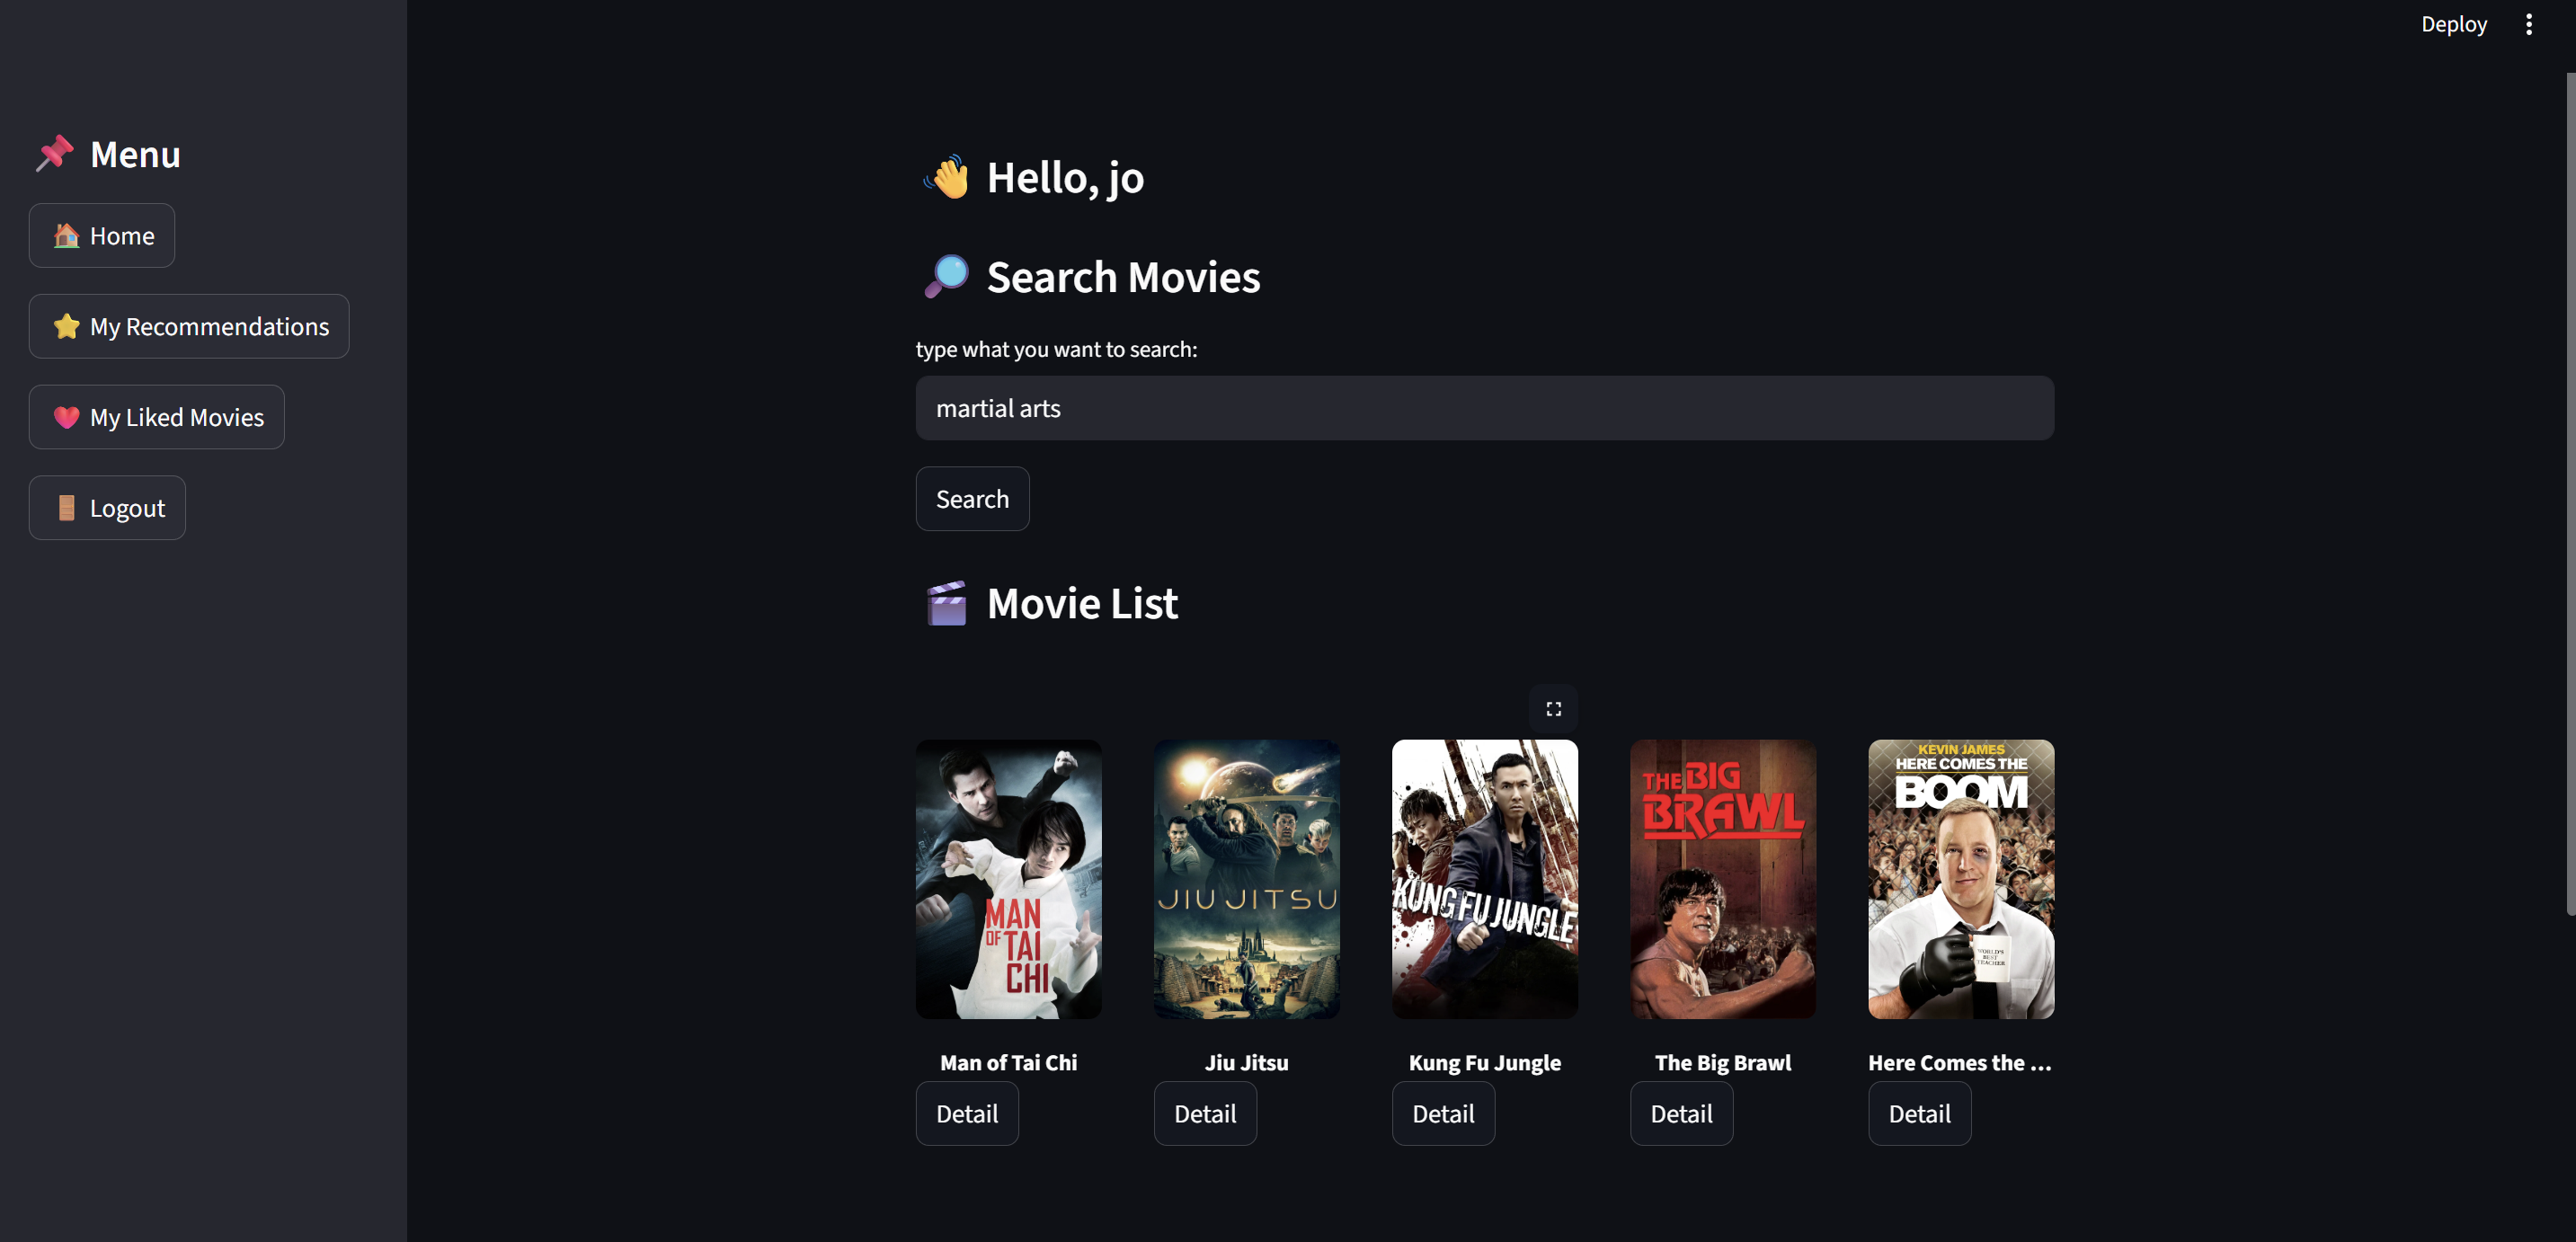 Deploy
Menu
Home
My Recommendations
My Liked Movies
Logout
Hello, jo
Search Movies
type what you want to search:
martial arts
Search
Movie List
MAN
OF TAI
CHI
JIU JITSU
KUNG FU JUNGLE
THE BIG
BRAWL
KEVIN JAMES
HERE COMES THE
BOOM
WORLD'S
BEST
TEACHER
Man of Tai Chi
Jiu Jitsu
Kung Fu Jungle
The Big Brawl
Here Comes the ...
Detail
Detail
Detail
Detail
Detail